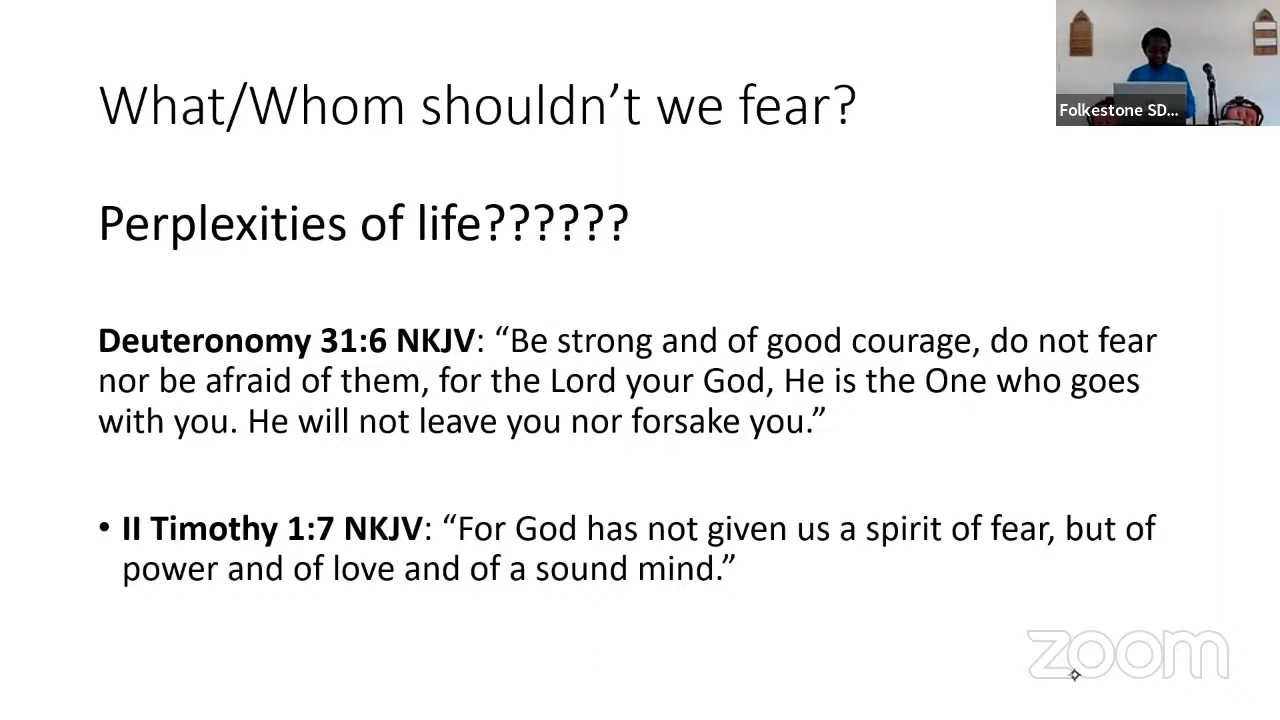 What/Whom shouldn’t we fear?
Folkestone SD...
Perplexities of life??????
Deuteronomy 31:6 NKJV: “Be strong and of good courage, do not fear
nor be afraid of them, for the Lord your God, He is the One who goes
with you. He will not leave you nor forsake you.”
• II Timothy 1:7 NKJV: “For God has not given us a spirit of fear, but of
power and of love and of a sound mind.”
zoom